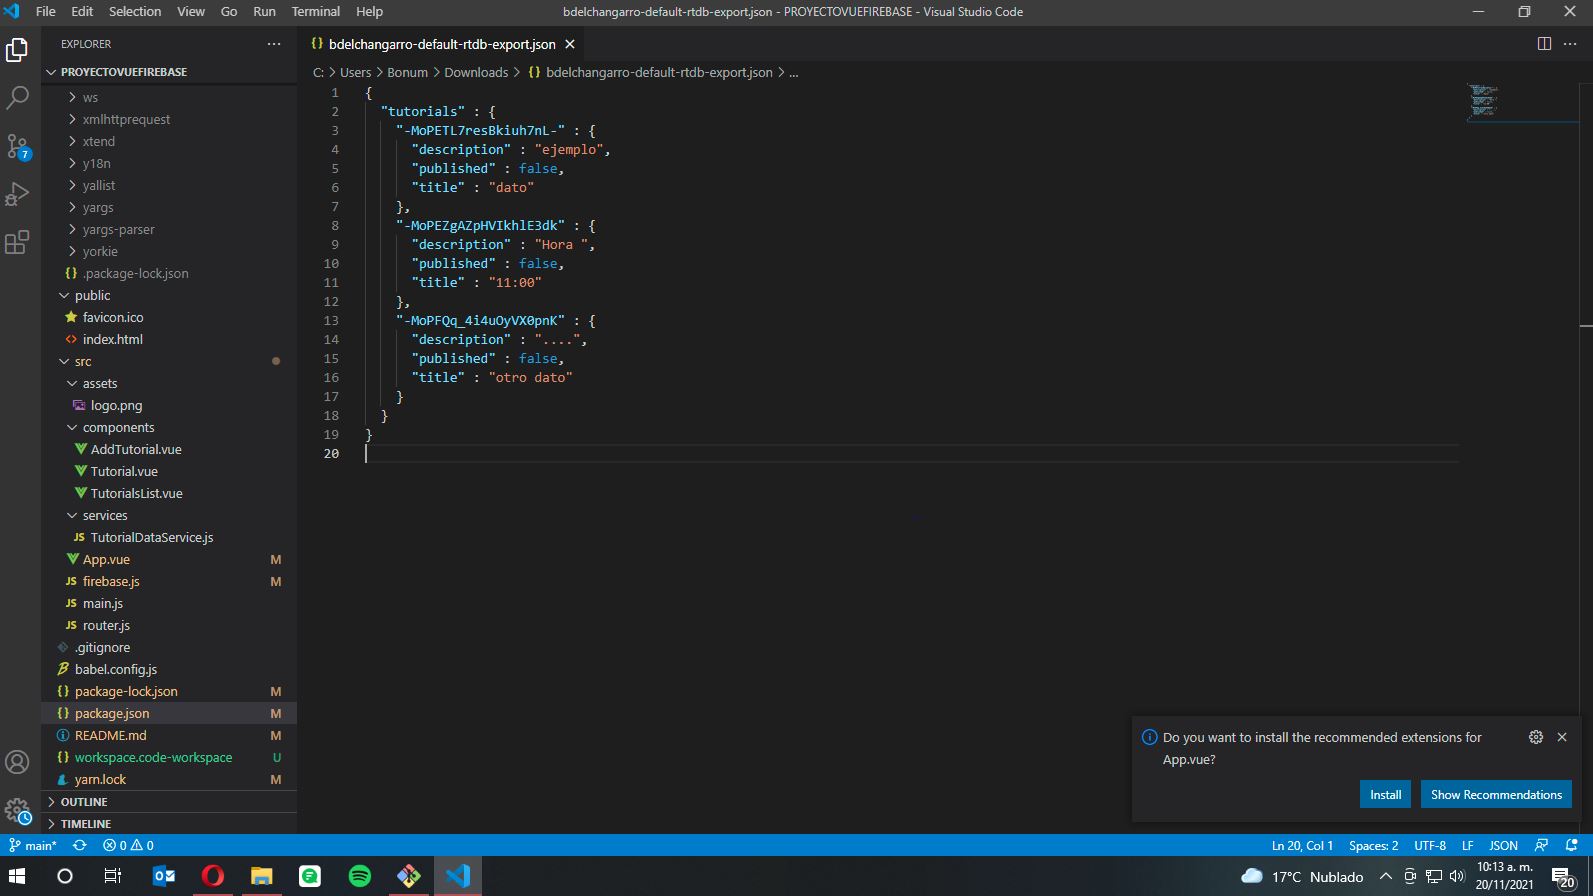 File Edit Selection View Go Run Terminal Help
bdelchangarro-default-rtdb-export.json - PROYECTOVUEFIREBASE - Visual Studio Code
EXPLORER
PROYECTOVUEFIREBASE
ws
xmlhttprequest
xtend
y18n
yallist
yargs
yargs-parser
yorkie
{} .package-lock.json
public
favicon.ico
<> index.html
src
assets
logo.png
components
AddTutorial.vue
Tutorial.vue
TutorialsList.vue
services
JS TutorialDataService.js
App.vue M
JS firebase.js M
JS main.js
JS router.js
.gitignore
babel.config.js
{} package-lock.json M
{} package.json M
README.md M
{} workspace.code-workspace U
yarn.lock M
OUTLINE
TIMELINE
7
{} bdelchangarro-default-rtdb-export.json
C: > Users > Bonum > Downloads > {} bdelchangarro-default-rtdb-export.json > ...
1 {
2 "tutorials" : {
3 "-MoPETL7resBkiuh7nL-" : {
4 "description" : "ejemplo",
5 "published" : false,
6 "title" : "dato"
7 },
8 "-MoPEZgAZpHVIkhlE3dk" : {
9 "description" : "Hora ",
10 "published" : false,
11 "title" : "11:00"
12 },
13 "-MoPFQq_4i4uOyVX0pnK" : {
14 "description" : "....",
15 "published" : false,
16 "title" : "otro dato"
17 }
18 }
19 }
20
Do you want to install the recommended extensions for
App.vue?
Install Show Recommendations
main* 0 0
Ln 20, Col 1 Spaces: 2 UTF-8 LF JSON
17°C Nublado
10:13 a. m.
20/11/2021
20